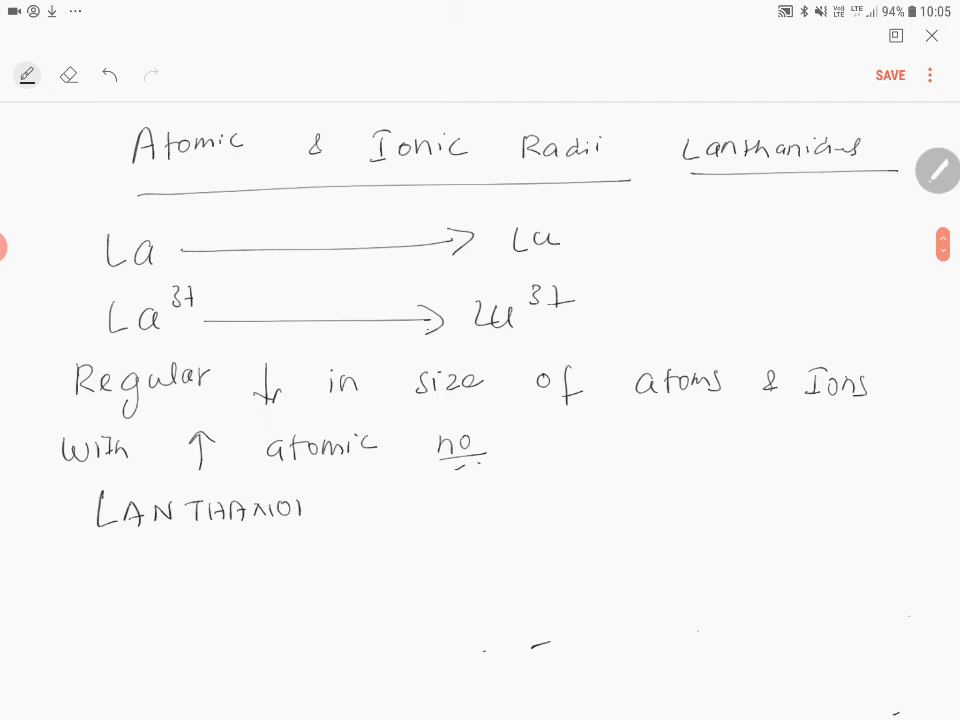 94% 10:05
SAVE
Atomic & Ionic Radii Lanthanides
La → Lu
La³⁺ → Lu³⁺
Regular ↓ in size of atoms & Ions
with ↑ atomic no
LANTHANOI